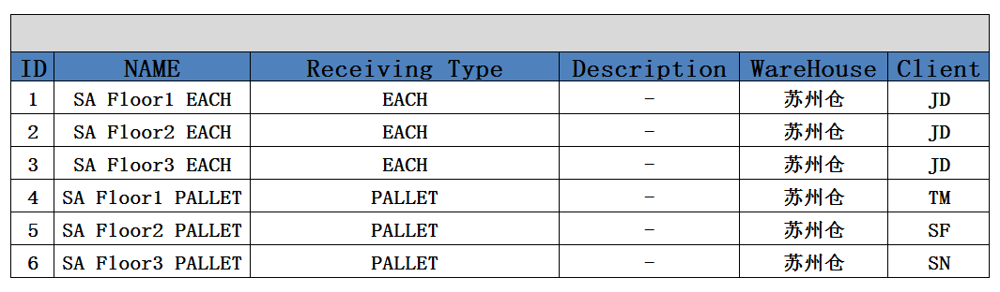 ID NAME Receiving Type Description WareHouse Client
1 SA Floor1 EACH EACH - 苏州仓 JD
2 SA Floor2 EACH EACH - 苏州仓 JD
3 SA Floor3 EACH EACH - 苏州仓 JD
4 SA Floor1 PALLET PALLET - 苏州仓 TM
5 SA Floor2 PALLET PALLET - 苏州仓 SF
6 SA Floor3 PALLET PALLET - 苏州仓 SN